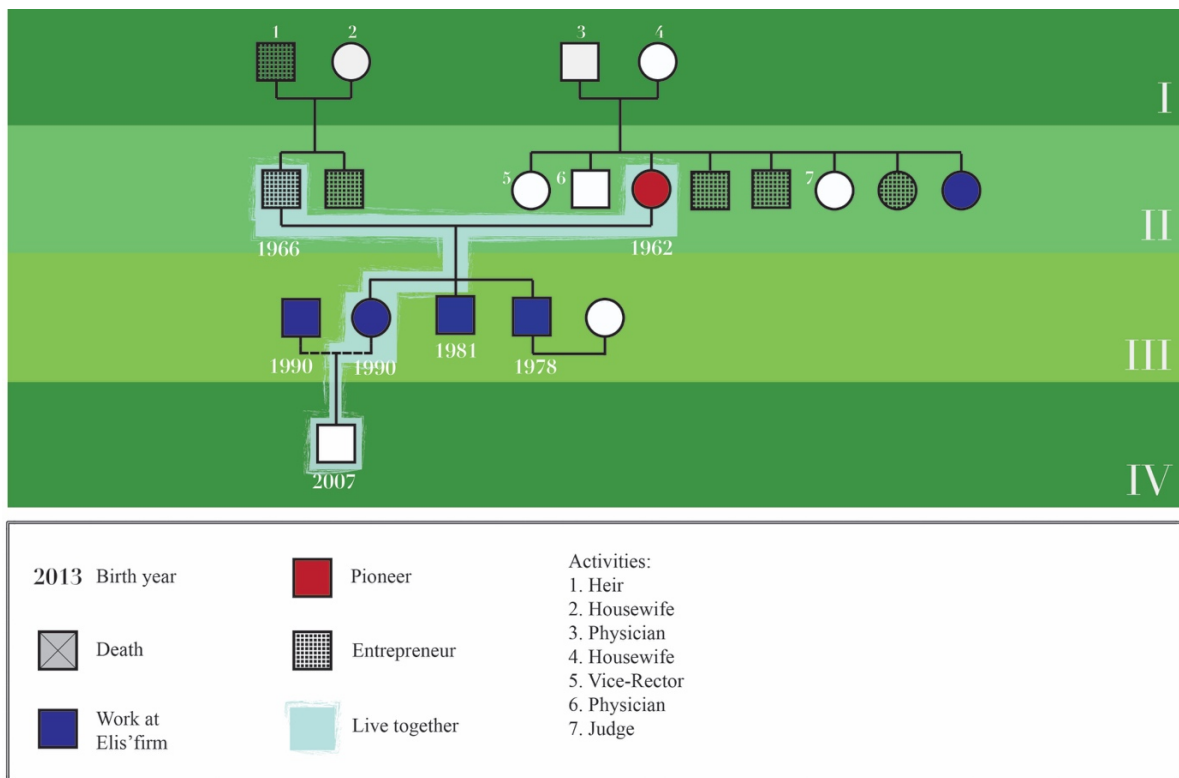 1
2
3
4
I
5
6
7
1966
1962
II
1990
1990
1981
1978
III
2007
IV
2013 Birth year
Death
Work at
Elis’firm
Pioneer
Entrepreneur
Live together
Activities:
1. Heir
2. Housewife
3. Physician
4. Housewife
5. Vice-Rector
6. Physician
7. Judge